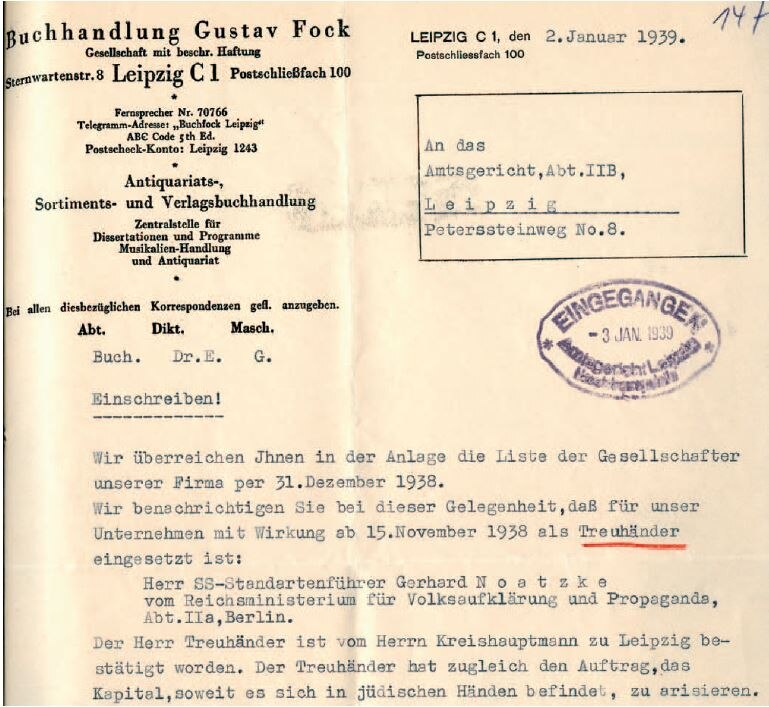 14f
Buchhandlung Gustav Fock
Gesellschaft mit beschr. Haftung
Sternwartenstr. 8 Leipzig C 1 Postschließfach 100
*
Fernsprecher Nr. 70766
Telegramm-Adresse: „Buchfock Leipzig“
ABC Code 5th Ed.
Postscheck-Konto: Leipzig 1243
*
Antiquariats-,
Sortiments- und Verlagsbuchhandlung
Zentralstelle für
Dissertationen und Programme
Musikalien-Handlung
und Antiquariat
*
Bei allen diesbezüglichen Korrespondenzen gefl. anzugeben.
Abt. Dikt. Masch.
Buch. Dr.E. G.
Einschreiben!
LEIPZIG C 1, den 2.Januar 1939.
Postschliessfach 100
An das
Amtsgericht,Abt.IIB,
L e i p z i g
Peterssteinweg No.8.
EINGEGANGEN
- 3 JAN. 1939
Amtsgericht Leipzig
Wir überreichen Jhnen in der Anlage die Liste der Gesellschafter
unserer Firma per 31.Dezember 1938.
Wir benachrichtigen Sie bei dieser Gelegenheit,daß für unser
Unternehmen mit Wirkung ab 15.November 1938 als Treuhänder
eingesetzt ist:
Herr SS-Standartenführer Gerhard N o a t z k e
vom Reichsministerium für Volksaufklärung und Propaganda,
Abt.IIa,Berlin.
Der Herr Treuhänder ist vom Herrn Kreishauptmann zu Leipzig be-
stätigt worden. Der Treuhänder hat zugleich den Auftrag,das
Kapital,soweit es sich in jüdischen Händen befindet, zu arisieren.